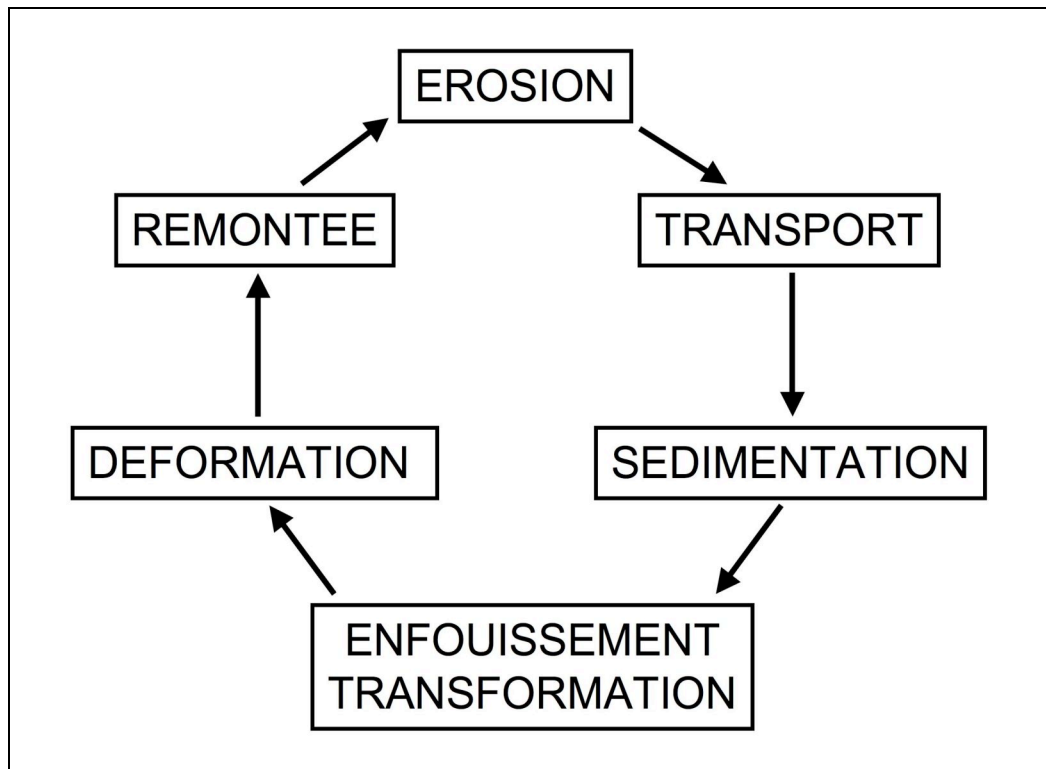 EROSION
TRANSPORT
SEDIMENTATION
ENFOUISSEMENT
TRANSFORMATION
DEFORMATION
REMONTEE